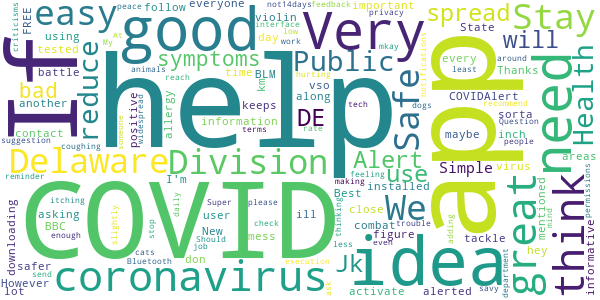 peace follow everyone not14days feedback
criticisms FREE easy good Very interface violin important privacy spread Stay
If using tested battle reduce symptoms time day BLM low work Public State will
bad another allergy animals reach help around mkay notifications app
positive widespread someone information keeps km vso along hurting tech Safe every least COVIDAlert maybe Thanks need Health
contact terms rate DE dogs recommend sorta question people
suggestion coughing Delaware Division Alert use Simple inch virus areas
reminder I'm feeling installed We great think
downloading asking BBC itching enough COVID Super user New Should job please check daily don ill mess making thinking less Best close combat figure idea adding trouble even hey tackle mentioned mind informative permissions
safer However lot send slightly stop Bluetooth coronavirus cats Jk activate alerted department execution ask savy
My At